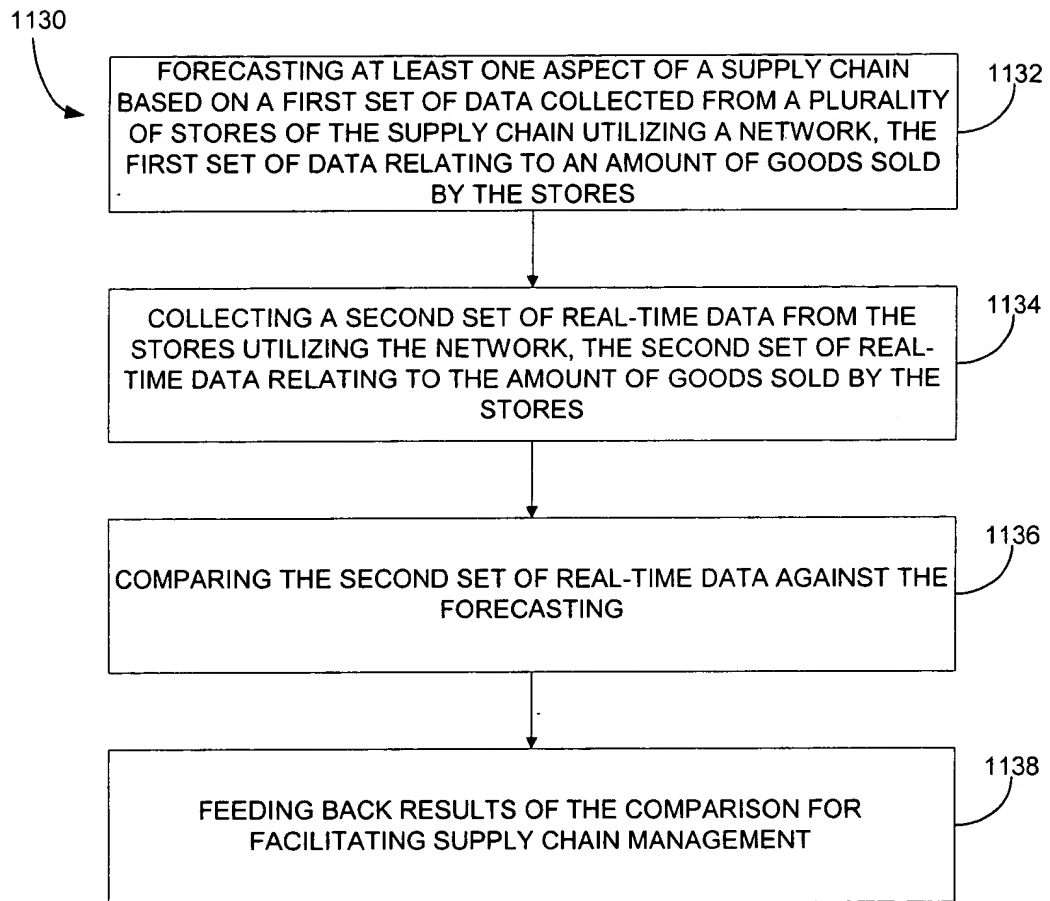 1130
FORECASTING AT LEAST ONE ASPECT OF A SUPPLY CHAIN
BASED ON A FIRST SET OF DATA COLLECTED FROM A PLURALITY
OF STORES OF THE SUPPLY CHAIN UTILIZING A NETWORK, THE
FIRST SET OF DATA RELATING TO AN AMOUNT OF GOODS SOLD
BY THE STORES
1132
COLLECTING A SECOND SET OF REAL-TIME DATA FROM THE
STORES UTILIZING THE NETWORK, THE SECOND SET OF REAL-
TIME DATA RELATING TO THE AMOUNT OF GOODS SOLD BY THE
STORES
1134
COMPARING THE SECOND SET OF REAL-TIME DATA AGAINST THE
FORECASTING
1136
FEEDING BACK RESULTS OF THE COMPARISON FOR
FACILITATING SUPPLY CHAIN MANAGEMENT
1138